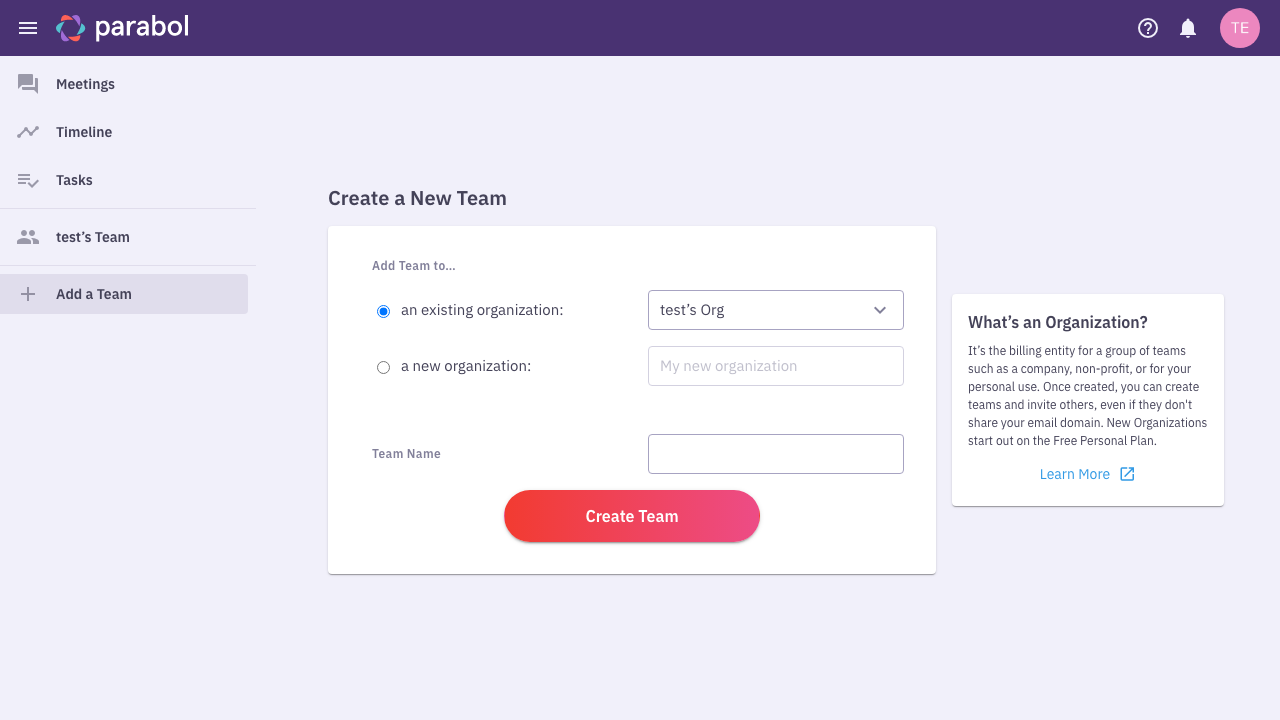 parabol
TE
Meetings
Timeline
Tasks
test’s Team
Add a Team
Create a New Team
Add Team to…
an existing organization:
test’s Org
a new organization:
My new organization
Team Name
Create Team
What’s an Organization?
It’s the billing entity for a group of teams
such as a company, non-profit, or for your
personal use. Once created, you can create
teams and invite others, even if they don't
share your email domain. New Organizations
start out on the Free Personal Plan.
Learn More